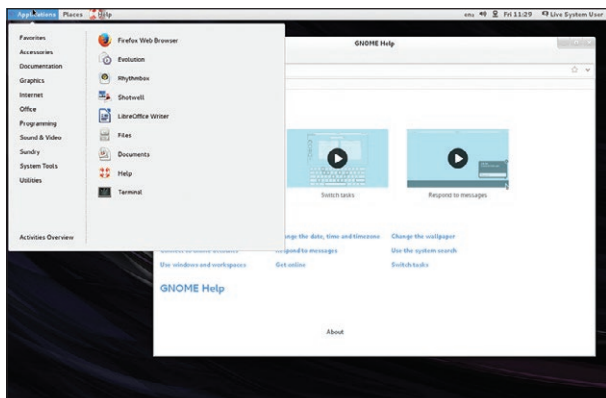 Applications Places Help
enu Fri 11:29 Live System User
Favorites
Accessories
Documentation
Graphics
Internet
Office
Programming
Sound & Video
Sundry
System Tools
Utilities
Activities Overview
Firefox Web Browser
Evolution
Rhythmbox
Shotwell
LibreOffice Writer
Files
Documents
Help
Terminal
GNOME Help
Switch tasks
Respond to messages
the date, time and timezone
Change the wallpaper
Respond to messages
Use the system search
Use windows and workspaces
Get online
Switch tasks
GNOME Help
About